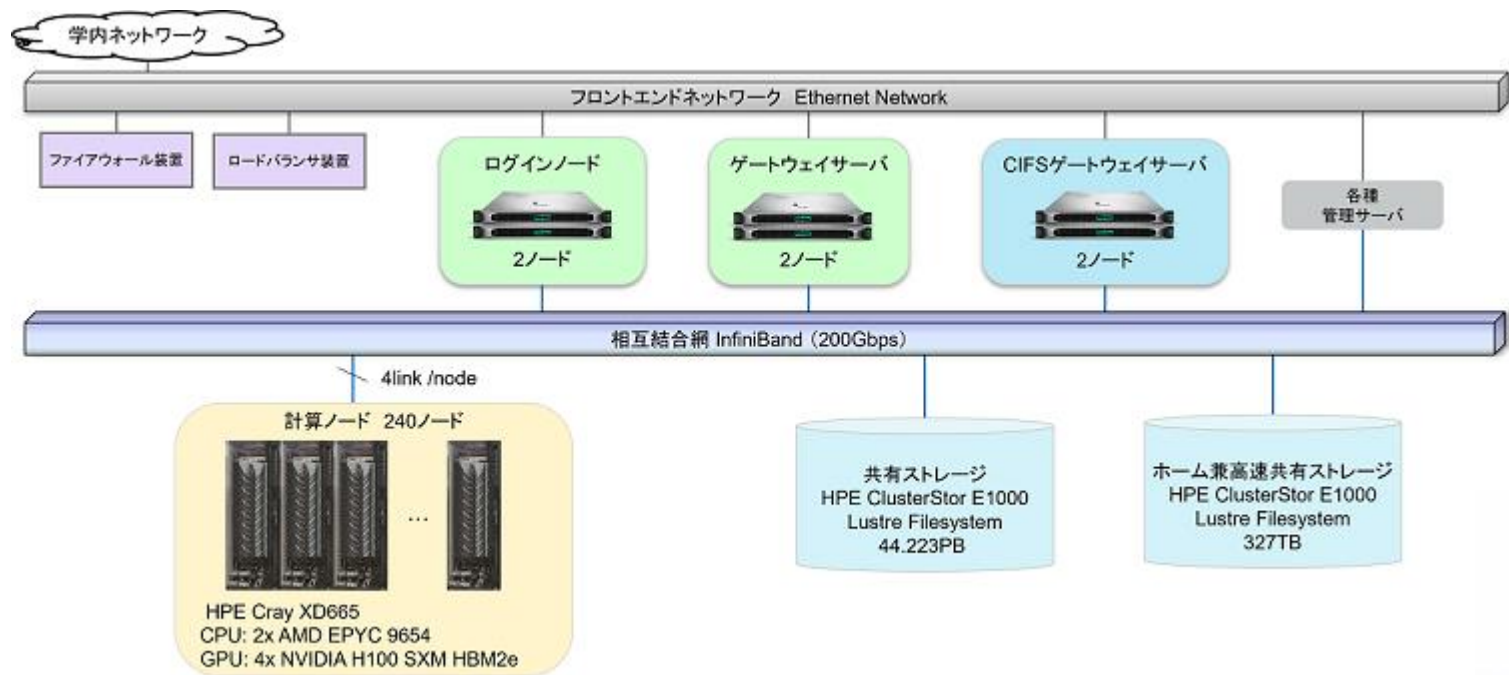 学内ネットワーク
フロントエンドネットワーク Ethernet Network
ファイアウォール装置
ロードバランサ装置
ログインノード
2ノード
ゲートウェイサーバ
2ノード
CIFSゲートウェイサーバ
2ノード
各種
管理サーバ
相互結合網 InfiniBand（200Gbps）
4link /node
計算ノード 240ノード
…
HPE Cray XD665
CPU: 2x AMD EPYC 9654
GPU: 4x NVIDIA H100 SXM HBM2e
共有ストレージ
HPE ClusterStor E1000
Lustre Filesystem
44.223PB
ホーム兼高速共有ストレージ
HPE ClusterStor E1000
Lustre Filesystem
327TB